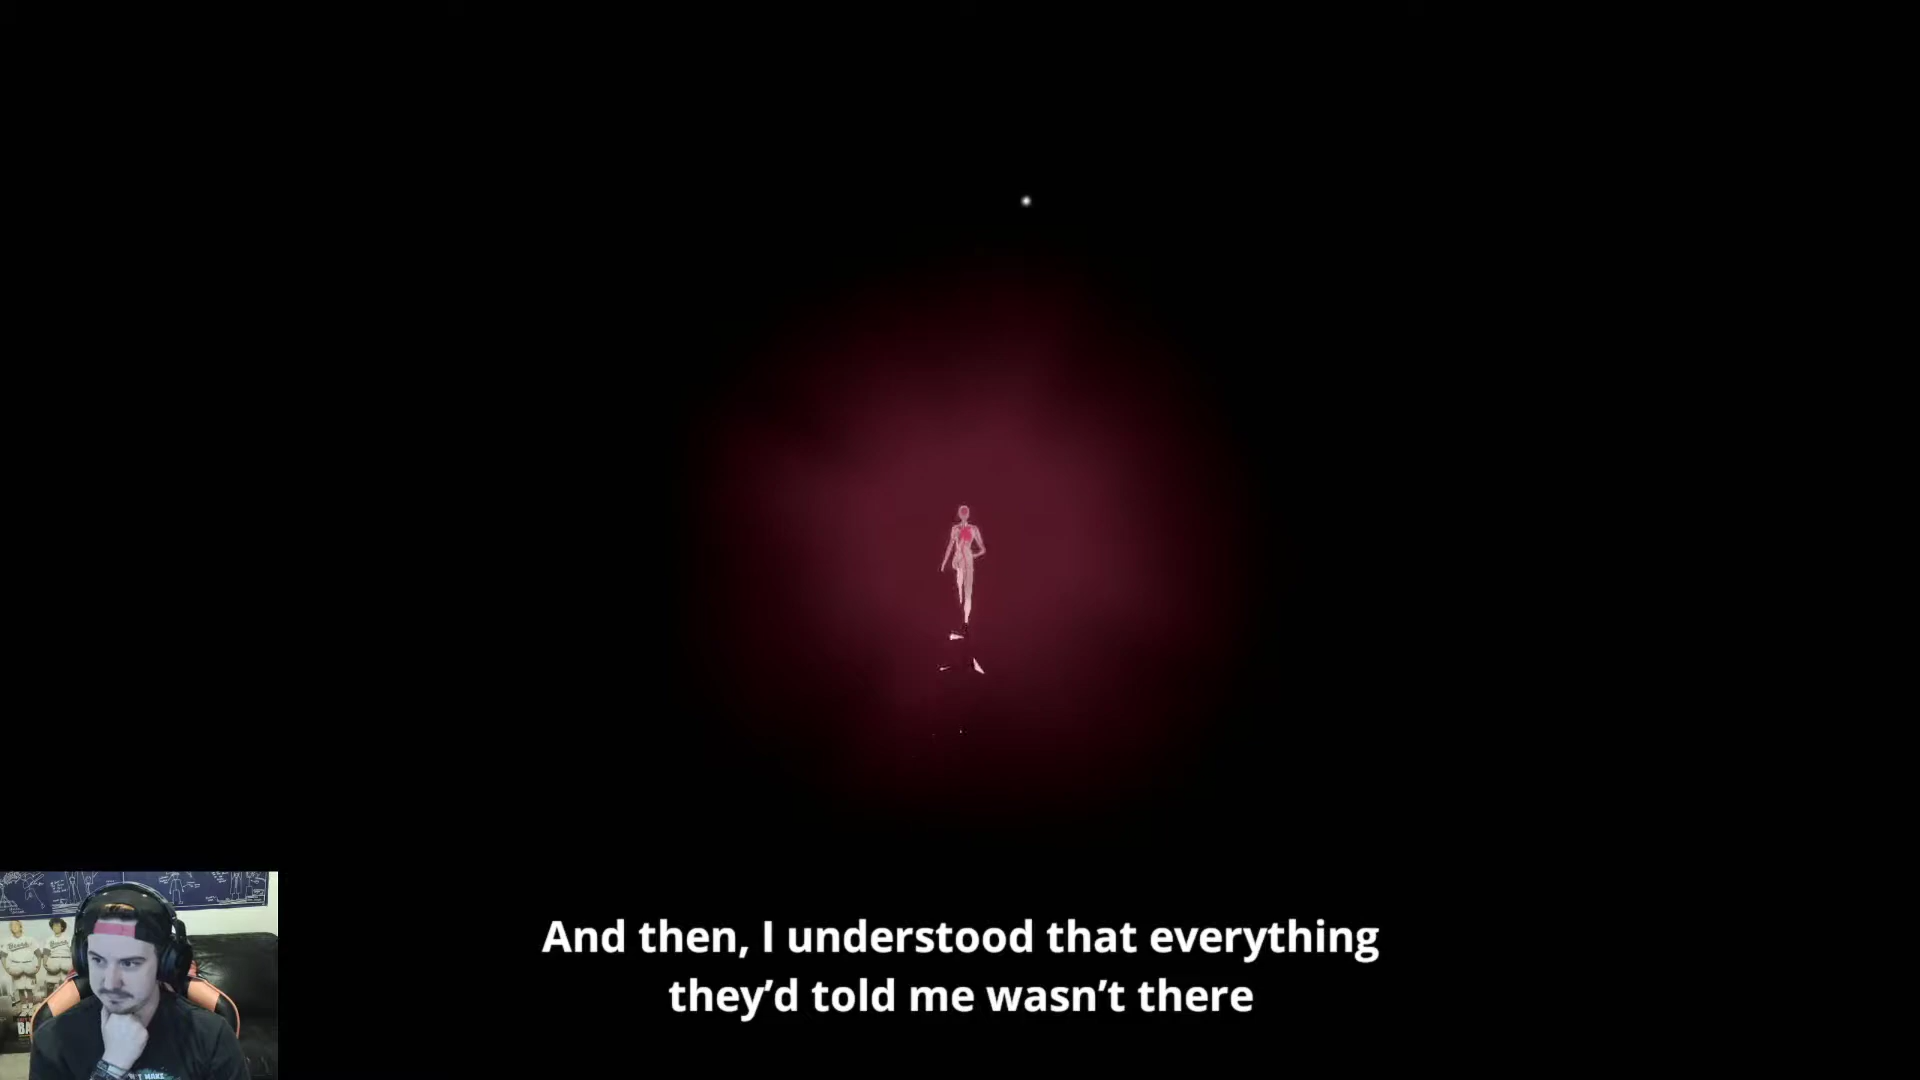 And then, I understood that everything
they’d told me wasn’t there